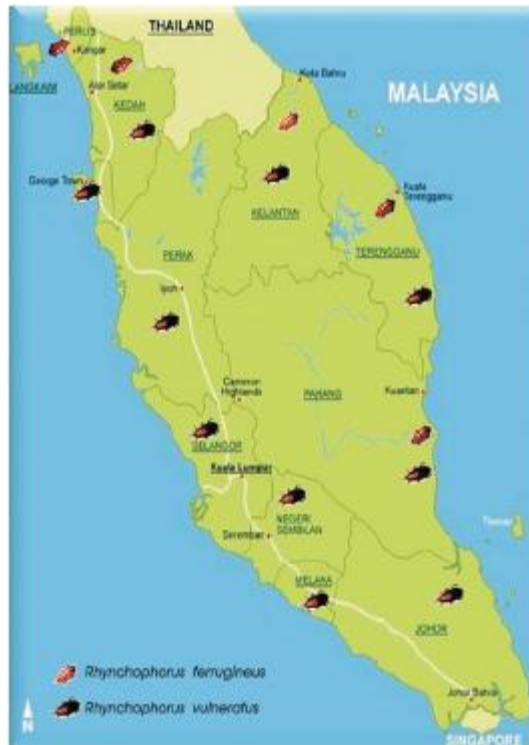 THAILAND
PERLIS
Kangar
LANGKAWI
Alor Setar
KEDAH
Kota Bahru
MALAYSIA
George Town
Kuala
Terengganu
KELANTAN
TERENGGANU
PERAK
Ipoh
Cameron
Highlands
PAHANG
Kuantan
SELANGOR
Kuala Lumpur
NEGERI
SEMBILAN
Seremban
MELAKA
JOHOR
Rhynchophorus ferrugineus
Rhynchophorus vulneratus
Johor Bahru
N
SINGAPORE